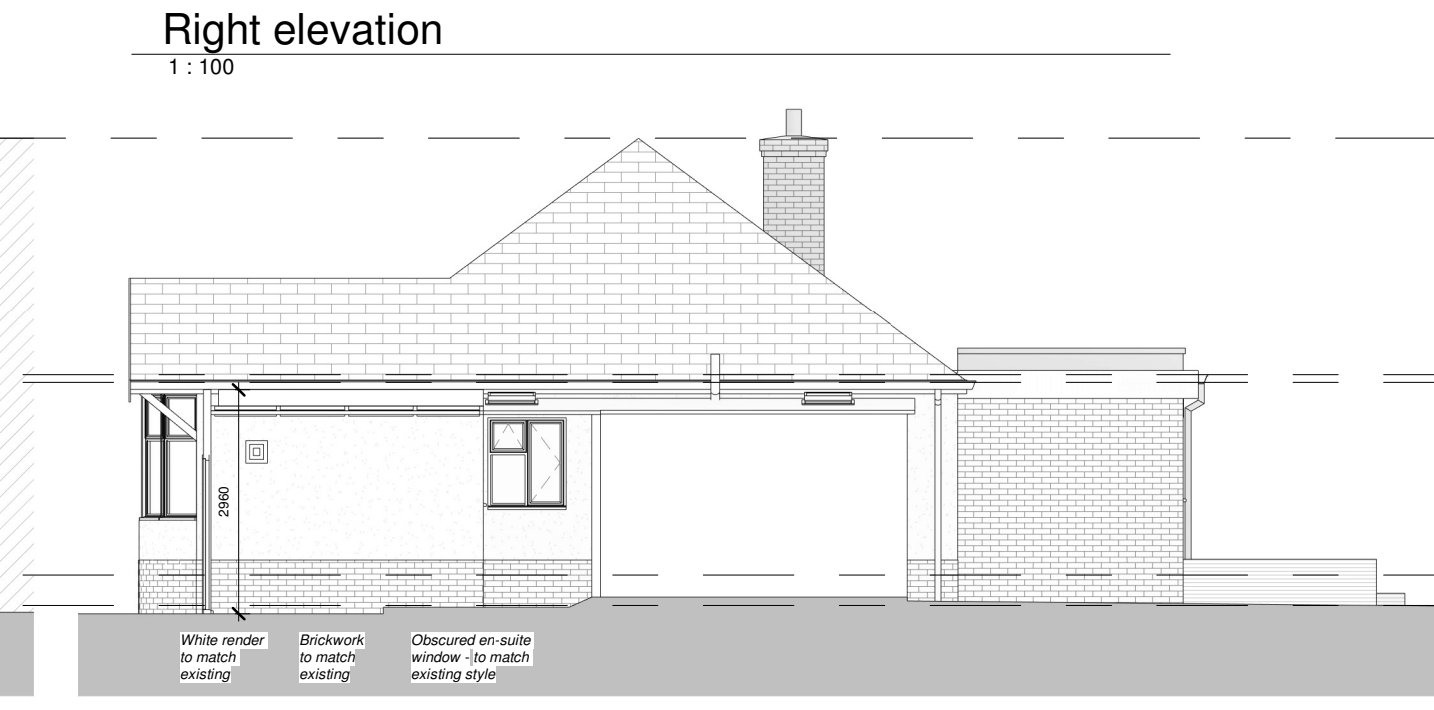 Right elevation
1 : 100
2960
White render
to match
existing
Brickwork
to match
existing
Obscured en-suite
window - to match
existing style